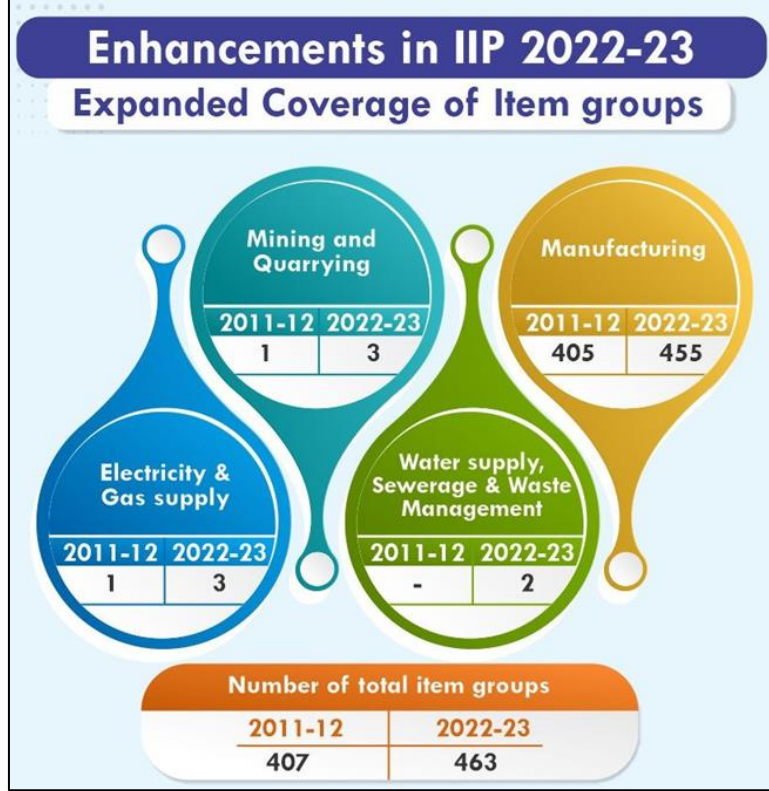 Enhancements in IIP 2022-23
Expanded Coverage of Item groups
Mining and
Quarrying
2011-12 2022-23
1 3
Manufacturing
2011-12 2022-23
405 455
Electricity &
Gas supply
2011-12 2022-23
1 3
Water supply,
Sewerage & Waste
Management
2011-12 2022-23
- 2
Number of total item groups
2011-12 2022-23
407 463